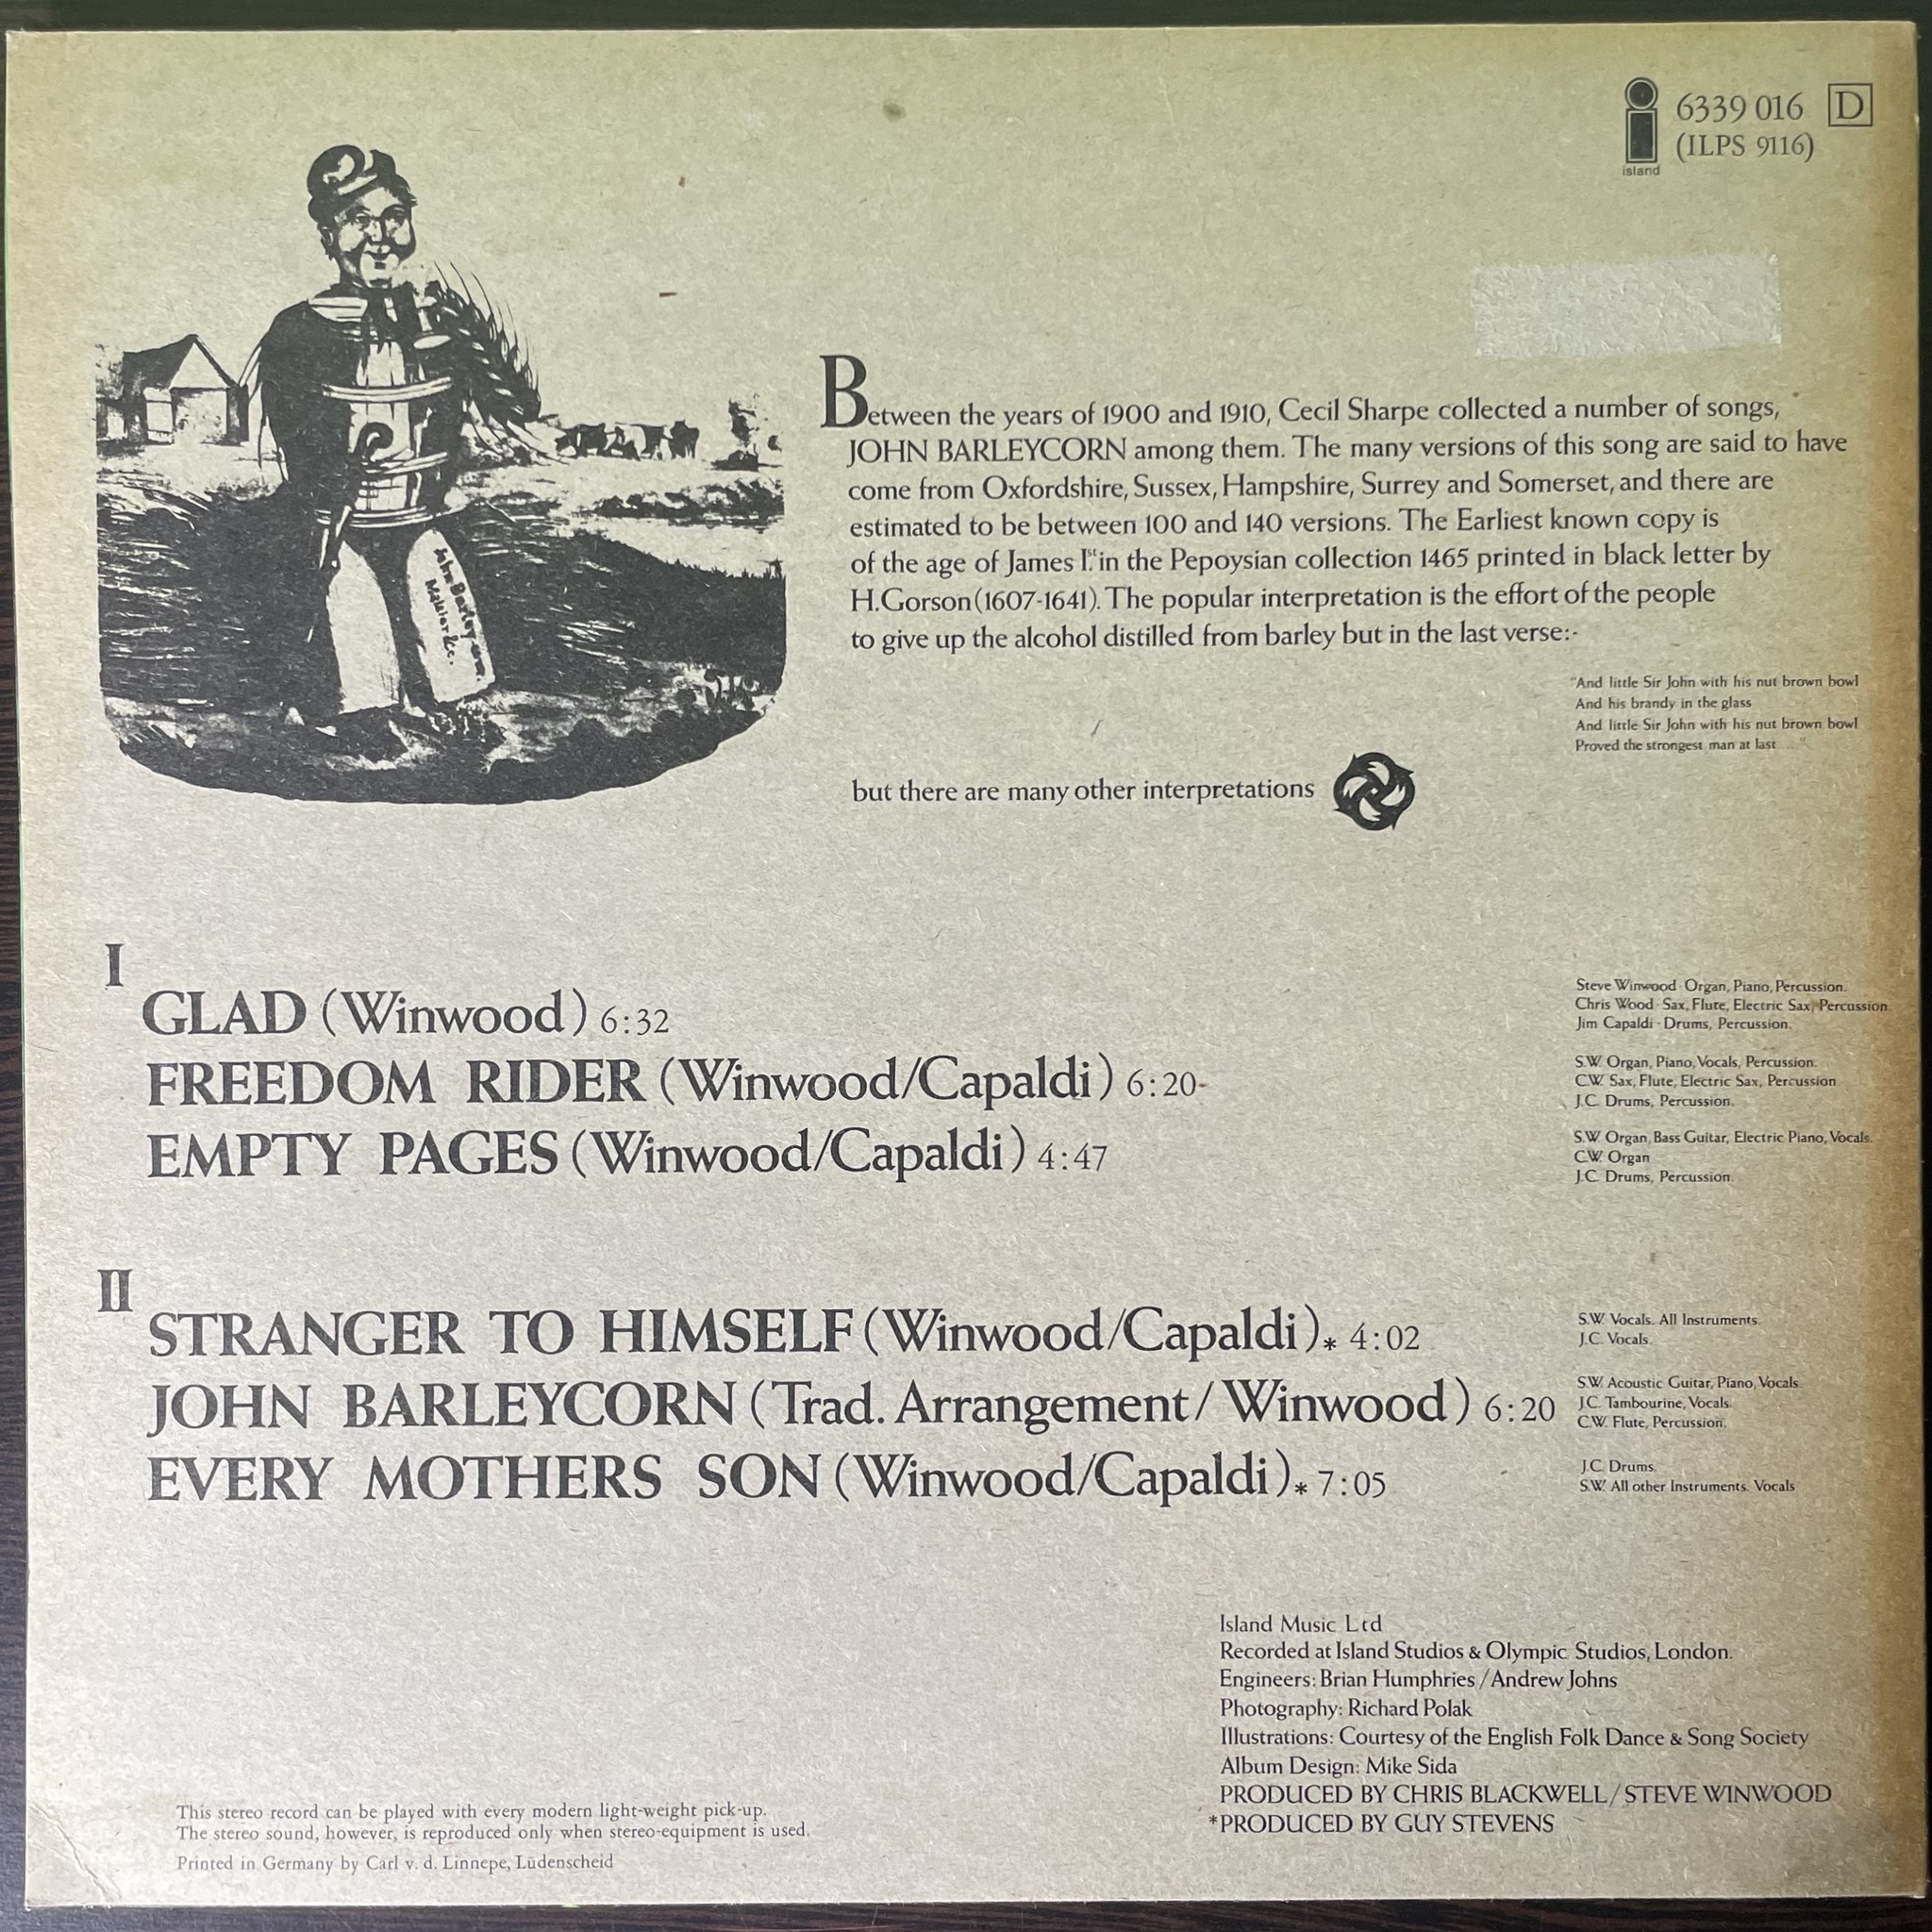 island
6339 016 D
(ILPS 9116)
Between the years of 1900 and 1910, Cecil Sharpe collected a number of songs,
JOHN BARLEYCORN among them. The many versions of this song are said to have
come from Oxfordshire, Sussex, Hampshire, Surrey and Somerset, and there are
estimated to be between 100 and 140 versions. The Earliest known copy is
of the age of James Ist. in the Pepoysian collection 1465 printed in black letter by
H.Gorson(1607-1641). The popular interpretation is the effort of the people
to give up the alcohol distilled from barley but in the last verse:-
"And little Sir John with his nut brown bowl
And his brandy in the glass
And little Sir John with his nut brown bowl
Proved the strongest man at last....."
but there are many other interpretations
John Barleycorn
Maltster &c.
I
GLAD (Winwood) 6:32
Steve Winwood - Organ, Piano, Percussion.
Chris Wood - Sax, Flute, Electric Sax, Percussion
Jim Capaldi - Drums, Percussion.
FREEDOM RIDER (Winwood/Capaldi) 6:20
S.W. Organ, Piano, Vocals, Percussion.
C.W. Sax, Flute, Electric Sax, Percussion
J.C. Drums, Percussion.
EMPTY PAGES (Winwood/Capaldi) 4:47
S.W. Organ, Bass Guitar, Electric Piano, Vocals.
C.W. Organ
J.C. Drums, Percussion.
II
STRANGER TO HIMSELF (Winwood/Capaldi)* 4:02
S.W. Vocals. All Instruments.
J.C. Vocals.
JOHN BARLEYCORN (Trad. Arrangement/Winwood) 6:20
S.W. Acoustic Guitar, Piano, Vocals.
J.C. Tambourine, Vocals.
C.W. Flute, Percussion.
EVERY MOTHERS SON (Winwood/Capaldi)* 7:05
J.C. Drums.
S.W. All other Instruments. Vocals
Island Music Ltd
Recorded at Island Studios & Olympic Studios, London.
Engineers: Brian Humphries/Andrew Johns
Photography: Richard Polak
Illustrations: Courtesy of the English Folk Dance & Song Society
Album Design: Mike Sida
PRODUCED BY CHRIS BLACKWELL/STEVE WINWOOD
*PRODUCED BY GUY STEVENS
This stereo record can be played with every modern light-weight pick-up.
The stereo sound, however, is reproduced only when stereo-equipment is used.
Printed in Germany by Carl v. d. Linnepe, Lüdenscheid